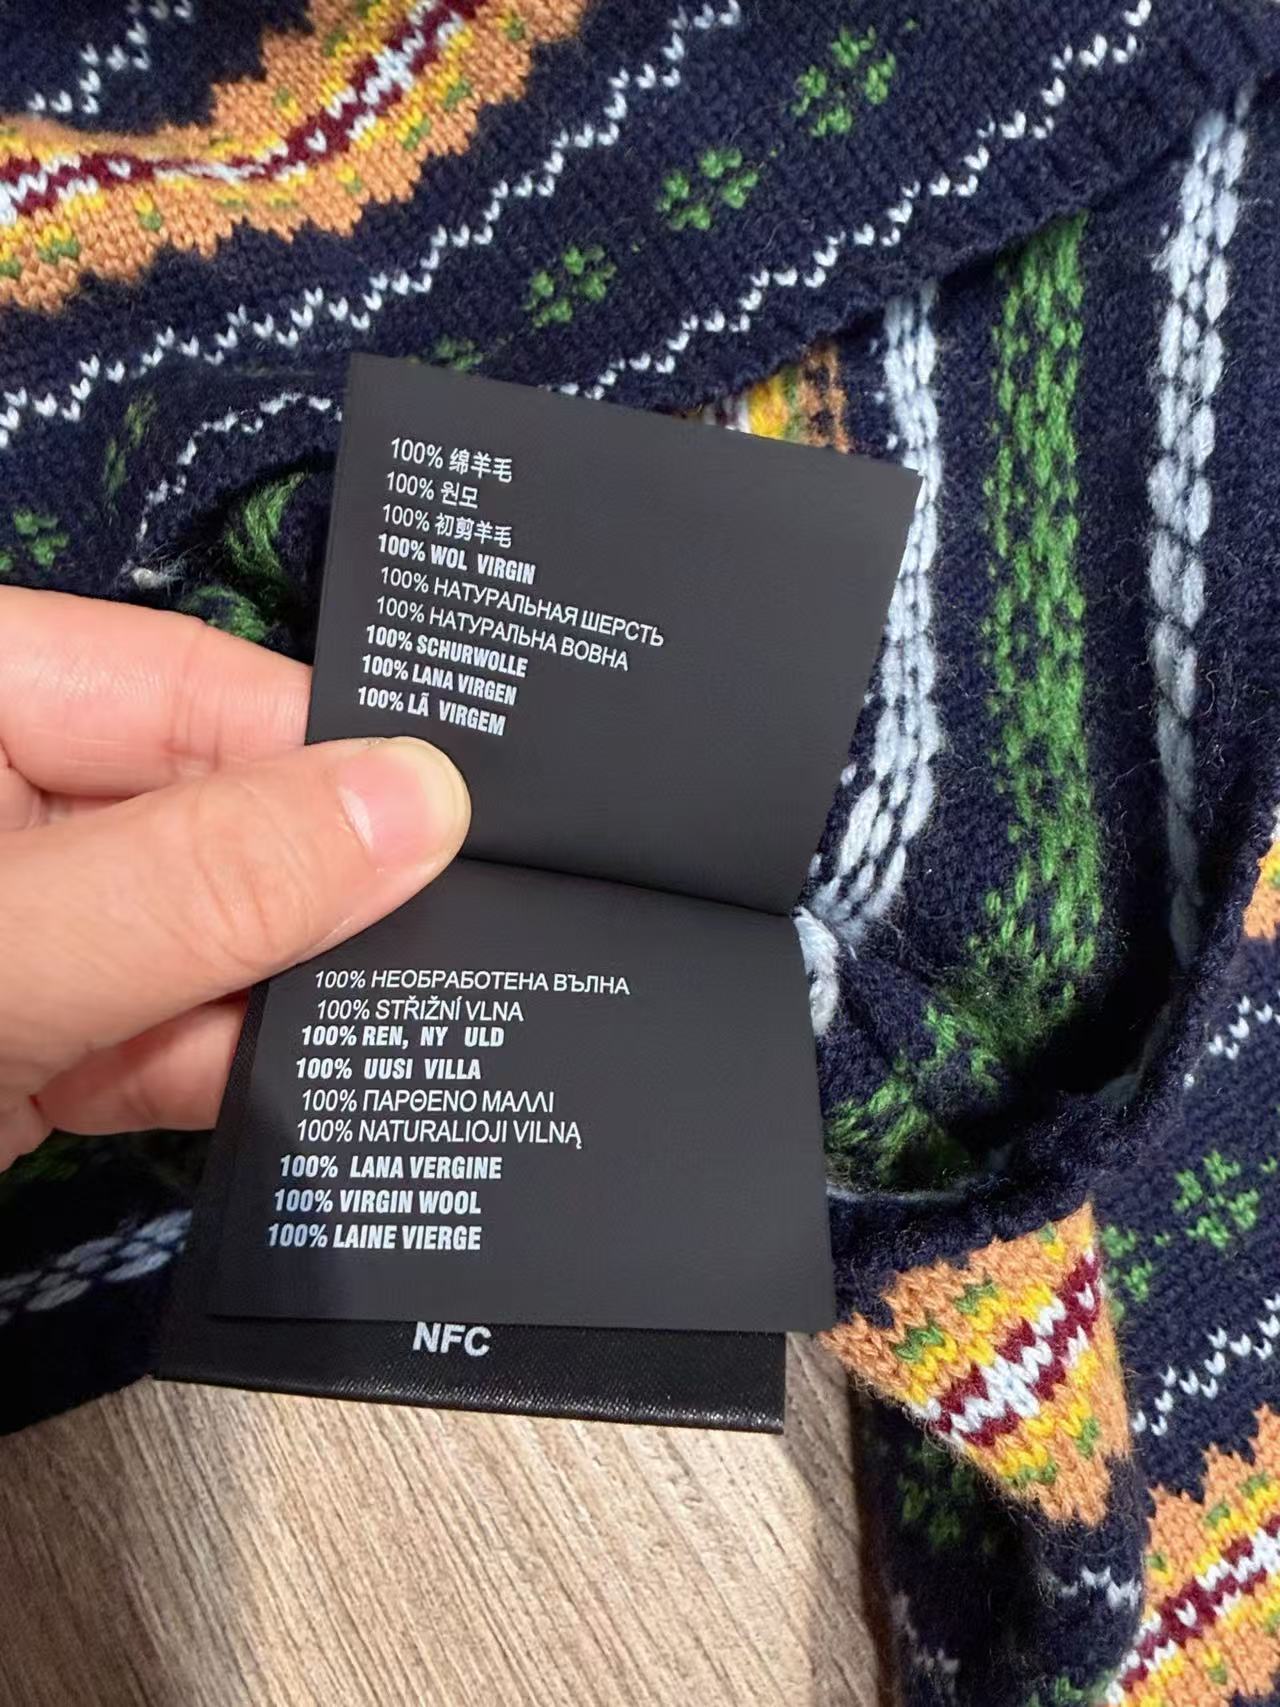 100% 绵羊毛
100% 원모
100% 初剪羊毛
100% WOL VIRGIN
100% НАТУРАЛЬНАЯ ШЕРСТЬ
100% НАТУРАЛЬНА ВОВНА
100% SCHURWOLLE
100% LANA VIRGEN
100% LÃ VIRGEM
100% НЕОБРАБОТЕНА ВЪЛНА
100% STŘIŽNÍ VLNA
100% REN, NY ULD
100% UUSI VILLA
100% ΠΑΡΘΕΝΟ ΜΑΛΛΙ
100% NATURALIOJI VILNĄ
100% LANA VERGINE
100% VIRGIN WOOL
100% LAINE VIERGE
NFC